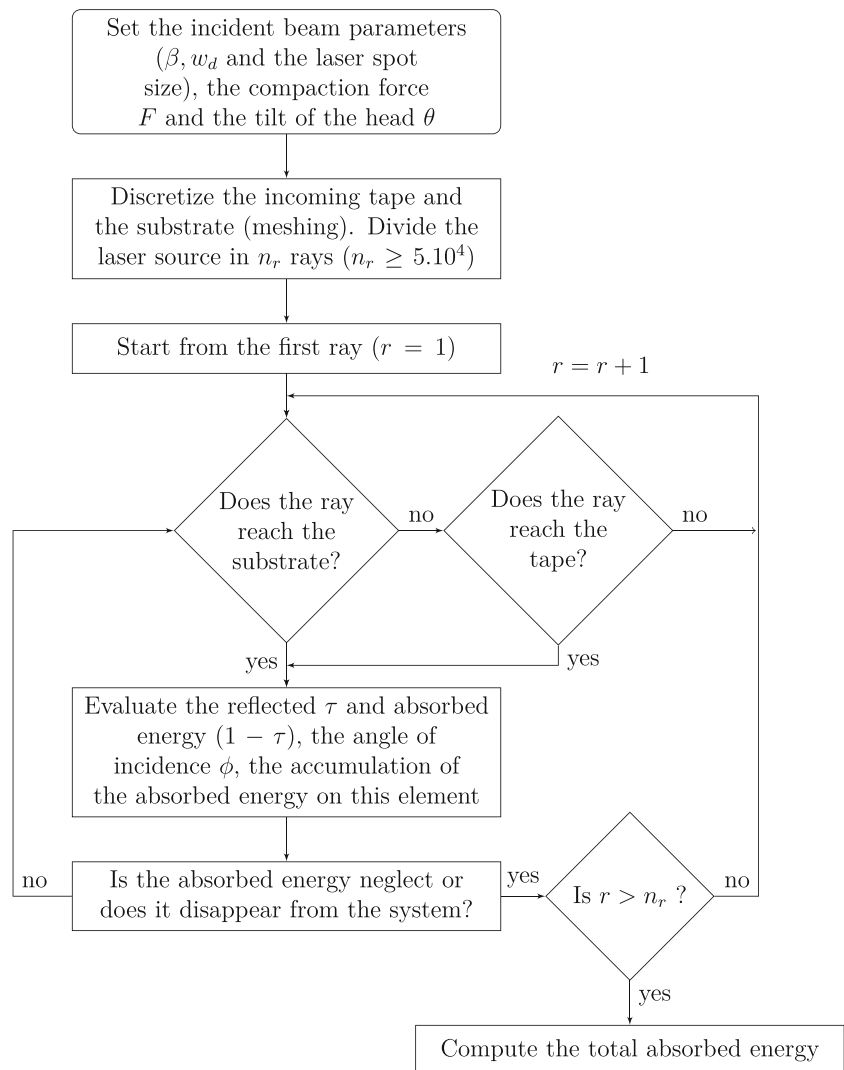 Set the incident beam parameters
(β, w_d and the laser spot
size), the compaction force
F and the tilt of the head θ
Discretize the incoming tape and
the substrate (meshing). Divide the
laser source in n_r rays (n_r ≥ 5.10⁴)
Start from the first ray (r = 1)
r = r + 1
Does the ray
reach the
substrate?
no
Does the ray
reach the
tape?
no
yes
yes
Evaluate the reflected τ and absorbed
energy (1 − τ), the angle of
incidence ϕ, the accumulation of
the absorbed energy on this element
no
Is the absorbed energy neglect or
does it disappear from the system?
yes
Is r > n_r ?
no
yes
Compute the total absorbed energy